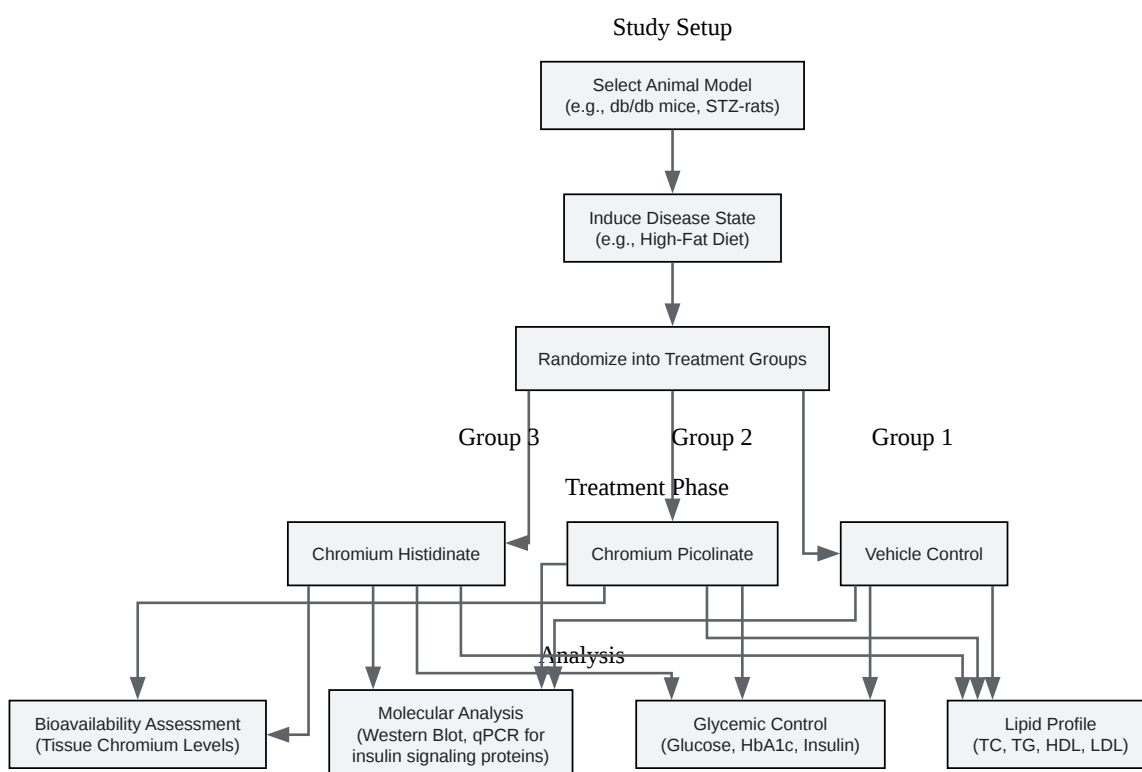 Study Setup
Select Animal Model
(e.g., db/db mice, STZ-rats)
Induce Disease State
(e.g., High-Fat Diet)
Randomize into Treatment Groups
Group 3
Group 2
Group 1
Treatment Phase
Chromium Histidinate
Chromium Picolinate
Vehicle Control
Analysis
Bioavailability Assessment
(Tissue Chromium Levels)
Molecular Analysis
(Western Blot, qPCR for
insulin signaling proteins)
Glycemic Control
(Glucose, HbA1c, Insulin)
Lipid Profile
(TC, TG, HDL, LDL)